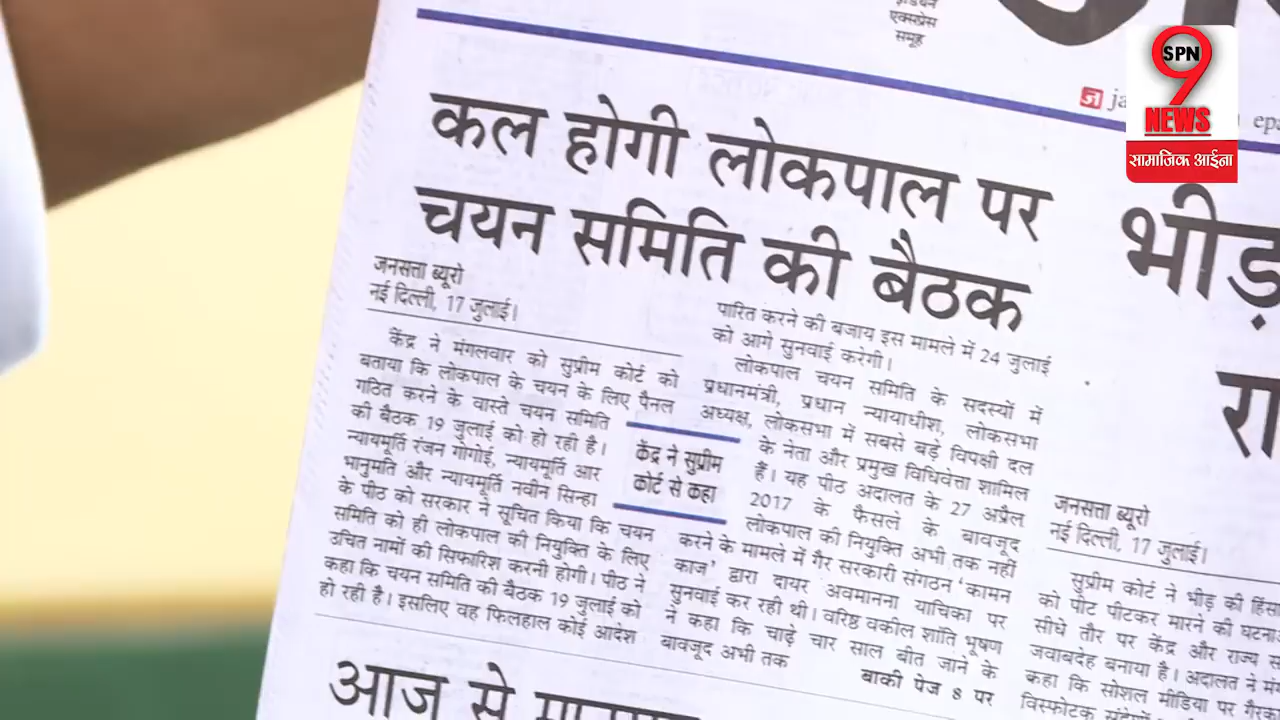 इंडियन
एक्सप्रेस
समूह
SPN
9
NEWS
सामाजिक आईना
कल होगी लोकपाल पर
चयन समिति की बैठक
जनसत्ता ब्यूरो
नई दिल्ली, 17 जुलाई।
केंद्र ने मंगलवार को सुप्रीम कोर्ट को
बताया कि लोकपाल के चयन के लिए पैनल
गठित करने के वास्ते चयन समिति
की बैठक 19 जुलाई को हो रही है।
न्यायमूर्ति रंजन गोगोई, न्यायमूर्ति आर
भानुमति और न्यायमूर्ति नवीन सिन्हा
के पीठ को सरकार ने सूचित किया कि चयन
समिति को ही लोकपाल की नियुक्ति के लिए
उचित नामों की सिफारिश करनी होगी। पीठ ने
कहा कि चयन समिति की बैठक 19 जुलाई को
हो रही है। इसलिए वह फिलहाल कोई आदेश
केंद्र ने सुप्रीम
कोर्ट से कहा
पारित करने की बजाय इस मामले में 24 जुलाई
को आगे सुनवाई करेगी।
लोकपाल चयन समिति के सदस्यों में
प्रधानमंत्री, प्रधान न्यायाधीश, लोकसभा
अध्यक्ष, लोकसभा में सबसे बड़े विपक्षी दल
के नेता और प्रमुख विधिवेत्ता शामिल
हैं। यह पीठ अदालत के 27 अप्रैल
2017 के फैसले के बावजूद
लोकपाल की नियुक्ति अभी तक नहीं
करने के मामले में गैर सरकारी संगठन 'कामन
काज' द्वारा दायर अवमानना याचिका पर
सुनवाई कर रही थी। वरिष्ठ वकील शांति भूषण
ने कहा कि चाढ़े चार साल बीत जाने के
बावजूद अभी तक
बाकी पेज 8 पर
भीड़
रा
जनसत्ता ब्यूरो
नई दिल्ली, 17 जुलाई।
सुप्रीम कोर्ट ने भीड़ की हिंस
को पीट पीटकर मारने की घटना
सीधे तौर पर केंद्र और राज्य स
जवाबदेह बनाया है। अदालत ने म
कहा कि सोशल मीडिया पर गैरका
विस्फोटक
आज से